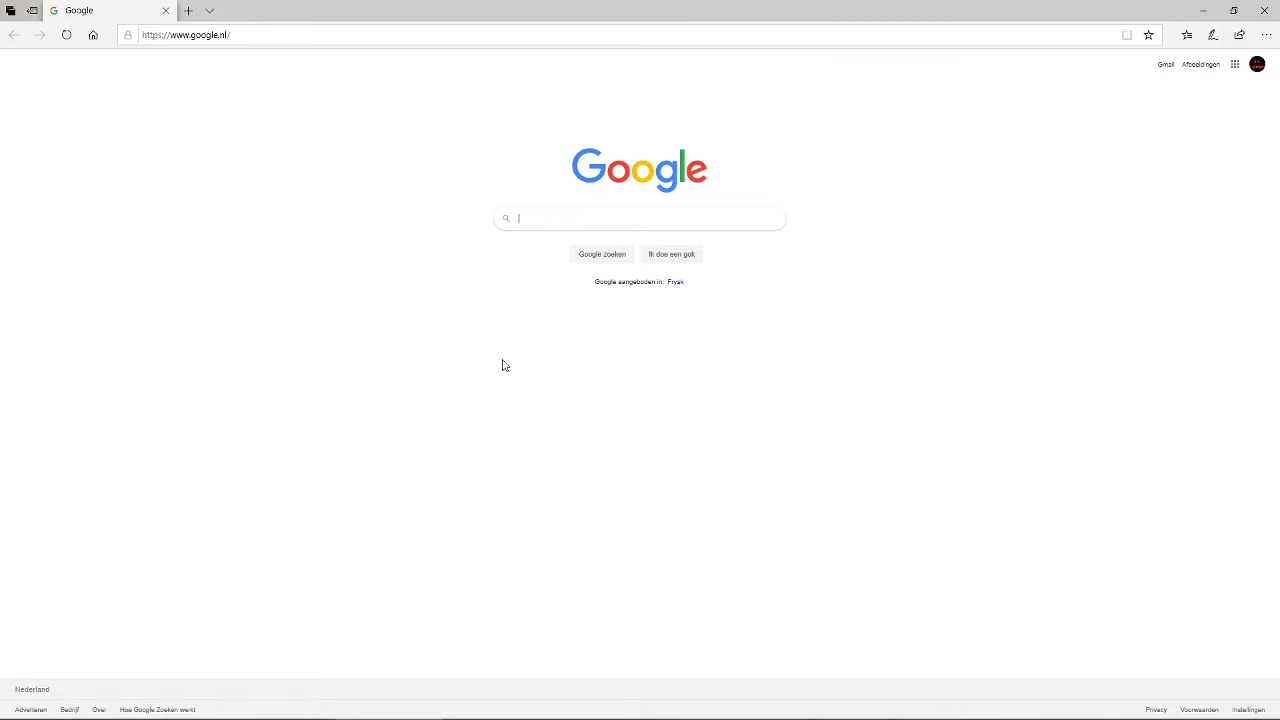 Google
https://www.google.nl/
Gmail Afbeeldingen
Google
Google zoeken Ik doe een gok
Google aangeboden in: Frysk
Nederland
Adverteren Bedrijf Over Hoe Google Zoeken werkt Privacy Voorwaarden Instellingen